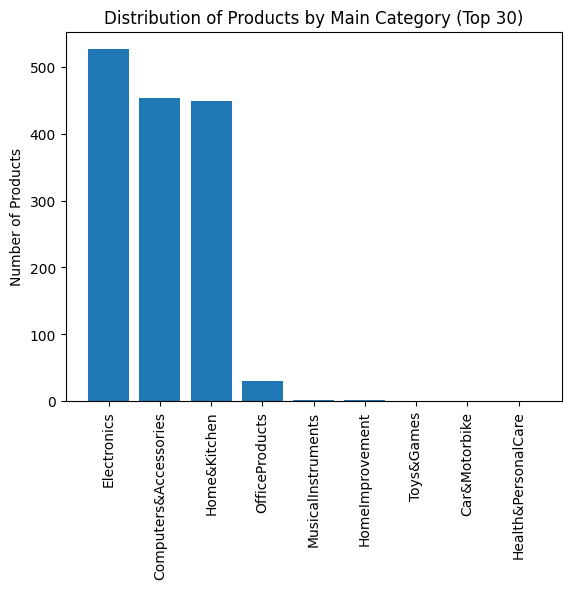 Distribution of Products by Main Category (Top 30)
Number of Products
500
400
300
200
100
0
Electronics
Computers&Accessories
Home&Kitchen
OfficeProducts
MusicalInstruments
HomeImprovement
Toys&Games
Car&Motorbike
Health&PersonalCare